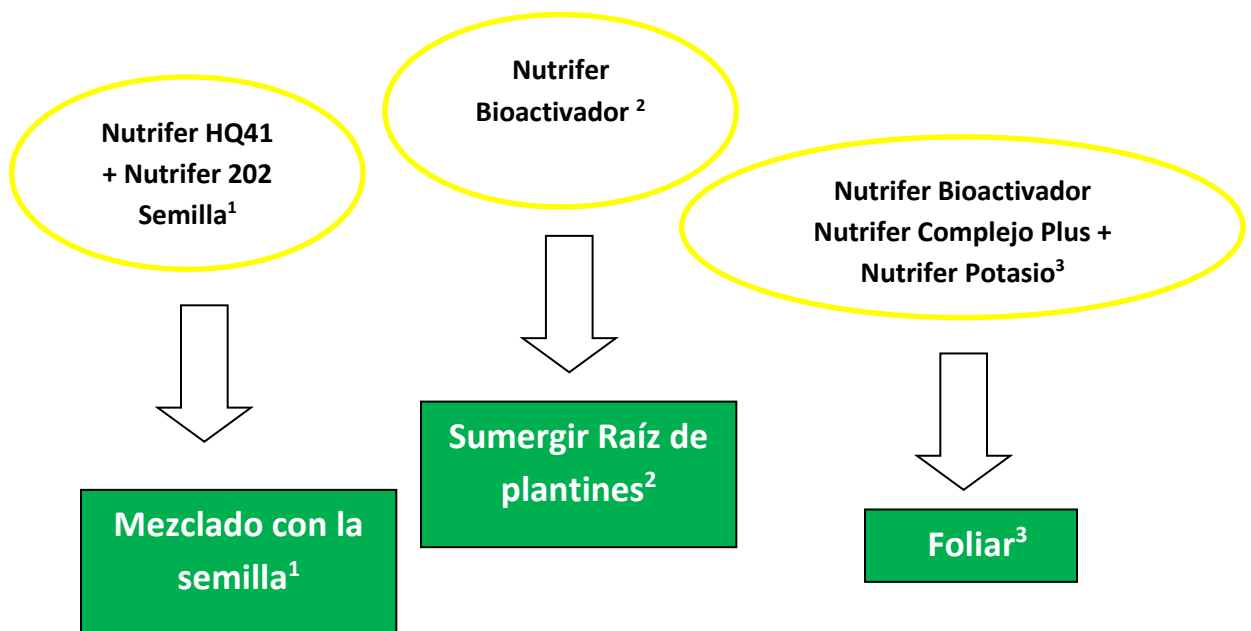 Nutrifer HQ41
+ Nutrifer 202
Semilla¹
Nutrifer
Bioactivador ²
Nutrifer Bioactivador
Nutrifer Complejo Plus +
Nutrifer Potasio³
Mezclado con la
semilla¹
Sumergir Raíz de
plantines²
Foliar³